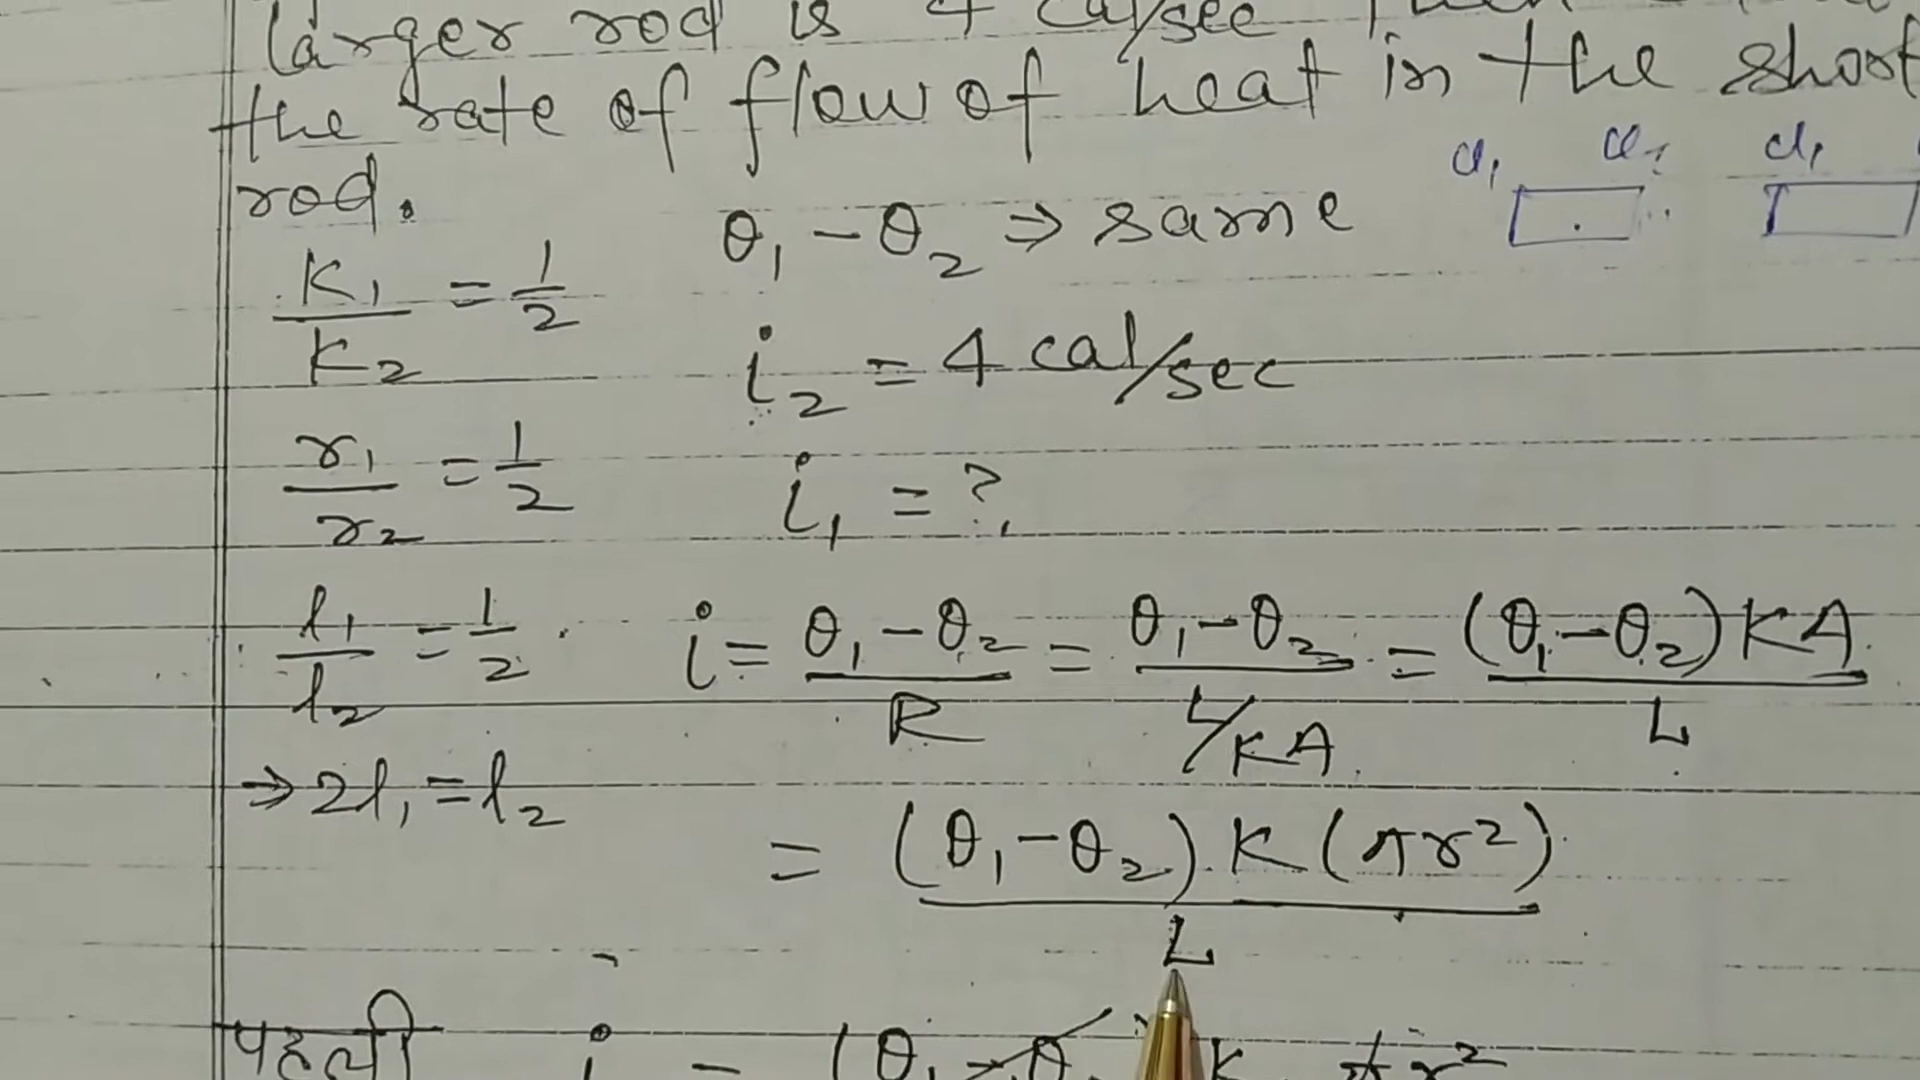 larger rod is 4 cal/sec
the rate of flow of heat in the short
rod.
θ₁ - θ₂ ⇒ same
K₁/K₂ = 1/2
i₂ = 4 cal/sec
r₁/r₂ = 1/2
i₁ = ?
l₁/l₂ = 1/2
i = (θ₁ - θ₂)/R = (θ₁ - θ₂)/(L/KA) = (θ₁ - θ₂)KA/L
⇒ 2l₁ = l₂
= (θ₁ - θ₂) K (πr²)/L
पहली